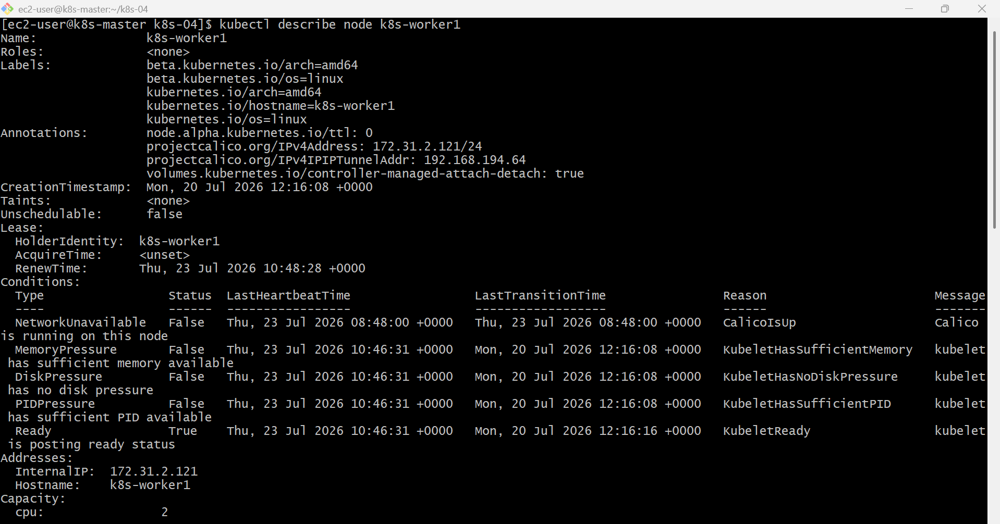 ec2-user@k8s-master:~/k8s-04
[ec2-user@k8s-master k8s-04]$ kubectl describe node k8s-worker1
Name:               k8s-worker1
Roles:              <none>
Labels:             beta.kubernetes.io/arch=amd64
                    beta.kubernetes.io/os=linux
                    kubernetes.io/arch=amd64
                    kubernetes.io/hostname=k8s-worker1
                    kubernetes.io/os=linux
Annotations:        node.alpha.kubernetes.io/ttl: 0
                    projectcalico.org/IPv4Address: 172.31.2.121/24
                    projectcalico.org/IPv4IPIPTunnelAddr: 192.168.194.64
                    volumes.kubernetes.io/controller-managed-attach-detach: true
CreationTimestamp:  Mon, 20 Jul 2026 12:16:08 +0000
Taints:             <none>
Unschedulable:      false
Lease:
  HolderIdentity:  k8s-worker1
  AcquireTime:     <unset>
  RenewTime:       Thu, 23 Jul 2026 10:48:28 +0000
Conditions:
  Type                 Status  LastHeartbeatTime                 LastTransitionTime                Reason                       Message
  ----                 ------  -----------------                 ------------------                ------                       -------
  NetworkUnavailable   False   Thu, 23 Jul 2026 08:48:00 +0000   Thu, 23 Jul 2026 08:48:00 +0000   CalicoIsUp                   Calico
is running on this node
  MemoryPressure       False   Thu, 23 Jul 2026 10:46:31 +0000   Mon, 20 Jul 2026 12:16:08 +0000   KubeletHasSufficientMemory   kubelet
 has sufficient memory available
  DiskPressure         False   Thu, 23 Jul 2026 10:46:31 +0000   Mon, 20 Jul 2026 12:16:08 +0000   KubeletHasNoDiskPressure     kubelet
 has no disk pressure
  PIDPressure          False   Thu, 23 Jul 2026 10:46:31 +0000   Mon, 20 Jul 2026 12:16:08 +0000   KubeletHasSufficientPID      kubelet
 has sufficient PID available
  Ready                True    Thu, 23 Jul 2026 10:46:31 +0000   Mon, 20 Jul 2026 12:16:16 +0000   KubeletReady                 kubelet
 is posting ready status
Addresses:
  InternalIP:  172.31.2.121
  Hostname:    k8s-worker1
Capacity:
  cpu:                2